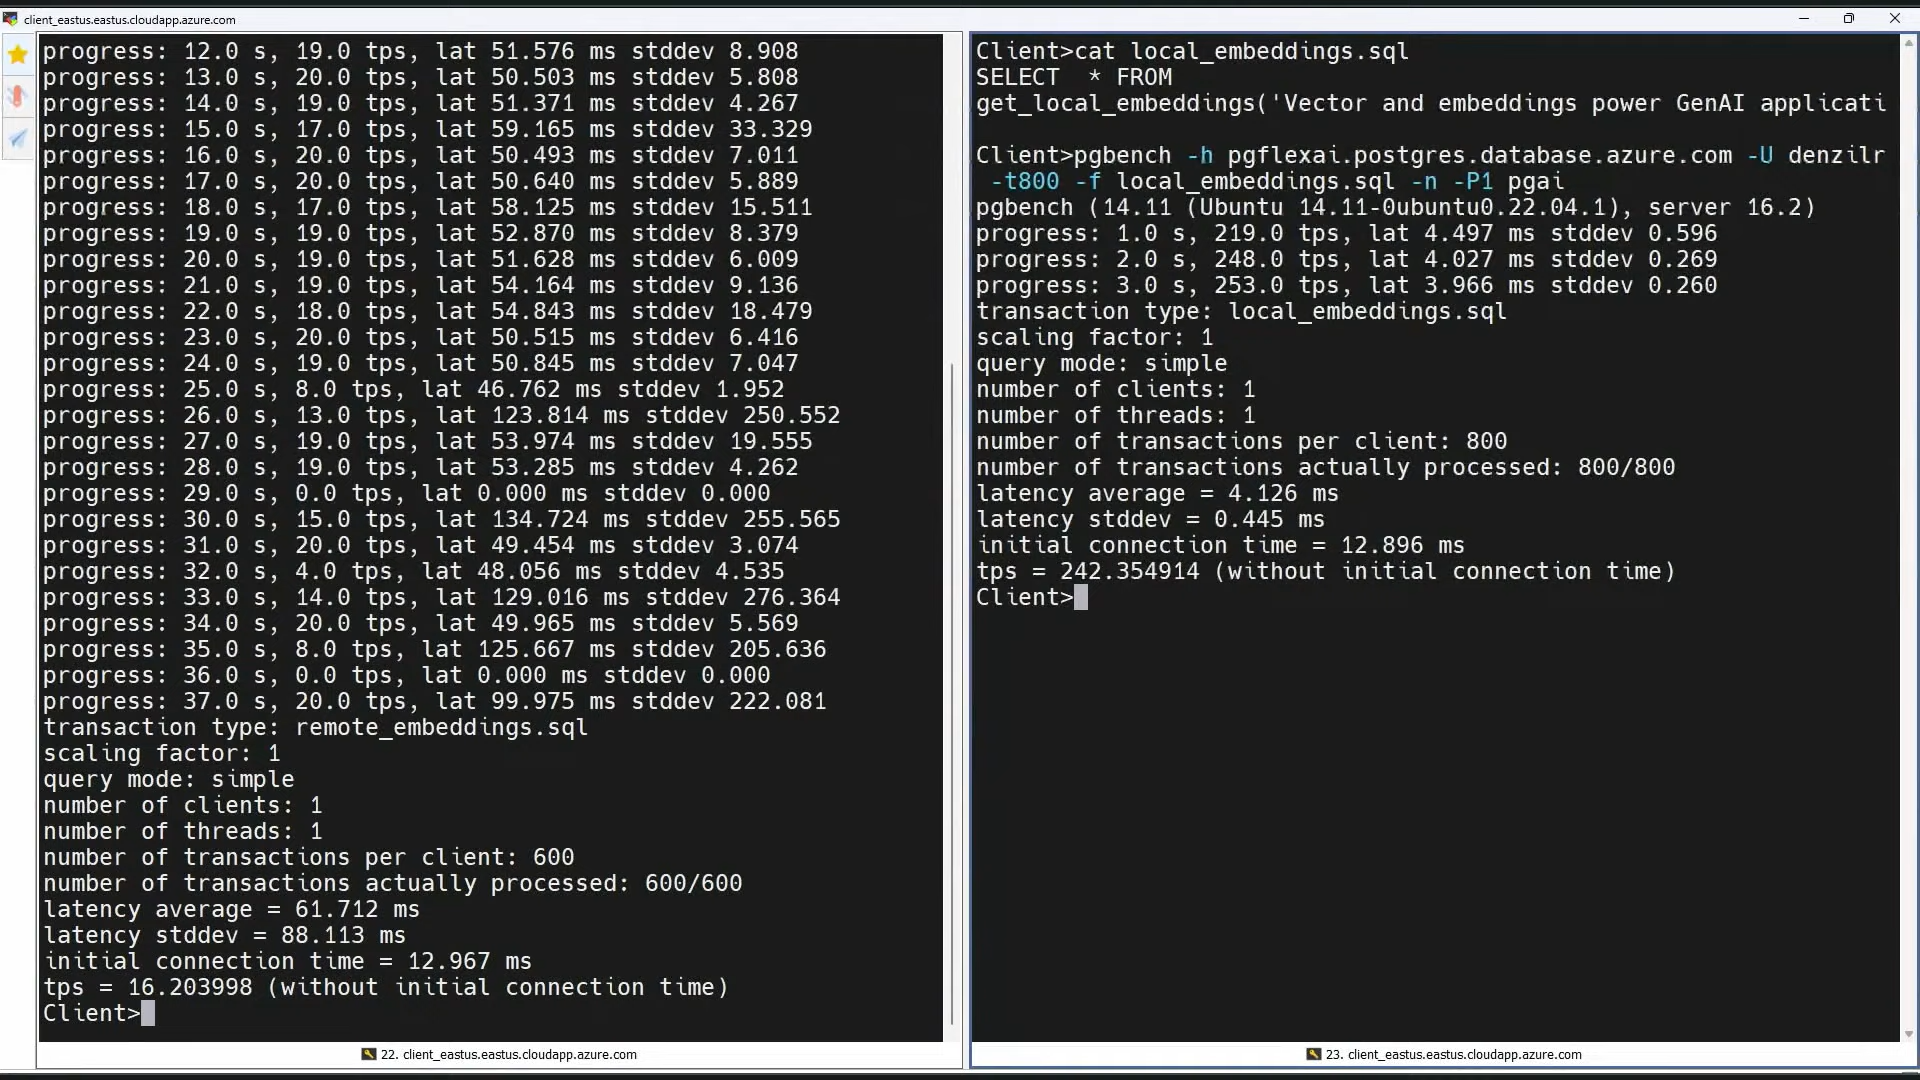 client_eastus.eastus.cloudapp.azure.com
progress: 12.0 s, 19.0 tps, lat 51.576 ms stddev 8.908
progress: 13.0 s, 20.0 tps, lat 50.503 ms stddev 5.808
progress: 14.0 s, 19.0 tps, lat 51.371 ms stddev 4.267
progress: 15.0 s, 17.0 tps, lat 59.165 ms stddev 33.329
progress: 16.0 s, 20.0 tps, lat 50.493 ms stddev 7.011
progress: 17.0 s, 20.0 tps, lat 50.640 ms stddev 5.889
progress: 18.0 s, 17.0 tps, lat 58.125 ms stddev 15.511
progress: 19.0 s, 19.0 tps, lat 52.870 ms stddev 8.379
progress: 20.0 s, 19.0 tps, lat 51.628 ms stddev 6.009
progress: 21.0 s, 19.0 tps, lat 54.164 ms stddev 9.136
progress: 22.0 s, 18.0 tps, lat 54.843 ms stddev 18.479
progress: 23.0 s, 20.0 tps, lat 50.515 ms stddev 6.416
progress: 24.0 s, 19.0 tps, lat 50.845 ms stddev 7.047
progress: 25.0 s, 8.0 tps, lat 46.762 ms stddev 1.952
progress: 26.0 s, 13.0 tps, lat 123.814 ms stddev 250.552
progress: 27.0 s, 19.0 tps, lat 53.974 ms stddev 19.555
progress: 28.0 s, 19.0 tps, lat 53.285 ms stddev 4.262
progress: 29.0 s, 0.0 tps, lat 0.000 ms stddev 0.000
progress: 30.0 s, 15.0 tps, lat 134.724 ms stddev 255.565
progress: 31.0 s, 20.0 tps, lat 49.454 ms stddev 3.074
progress: 32.0 s, 4.0 tps, lat 48.056 ms stddev 4.535
progress: 33.0 s, 14.0 tps, lat 129.016 ms stddev 276.364
progress: 34.0 s, 20.0 tps, lat 49.965 ms stddev 5.569
progress: 35.0 s, 8.0 tps, lat 125.667 ms stddev 205.636
progress: 36.0 s, 0.0 tps, lat 0.000 ms stddev 0.000
progress: 37.0 s, 20.0 tps, lat 99.975 ms stddev 222.081
transaction type: remote_embeddings.sql
scaling factor: 1
query mode: simple
number of clients: 1
number of threads: 1
number of transactions per client: 600
number of transactions actually processed: 600/600
latency average = 61.712 ms
latency stddev = 88.113 ms
initial connection time = 12.967 ms
tps = 16.203998 (without initial connection time)
Client>
22. client_eastus.eastus.cloudapp.azure.com
Client>cat local_embeddings.sql
SELECT  * FROM
get_local_embeddings('Vector and embeddings power GenAI applicati
Client>pgbench -h pgflexai.postgres.database.azure.com -U denzilr
-t800 -f local_embeddings.sql -n -P1 pgai
pgbench (14.11 (Ubuntu 14.11-0ubuntu0.22.04.1), server 16.2)
progress: 1.0 s, 219.0 tps, lat 4.497 ms stddev 0.596
progress: 2.0 s, 248.0 tps, lat 4.027 ms stddev 0.269
progress: 3.0 s, 253.0 tps, lat 3.966 ms stddev 0.260
transaction type: local_embeddings.sql
scaling factor: 1
query mode: simple
number of clients: 1
number of threads: 1
number of transactions per client: 800
number of transactions actually processed: 800/800
latency average = 4.126 ms
latency stddev = 0.445 ms
initial connection time = 12.896 ms
tps = 242.354914 (without initial connection time)
Client>
23. client_eastus.eastus.cloudapp.azure.com